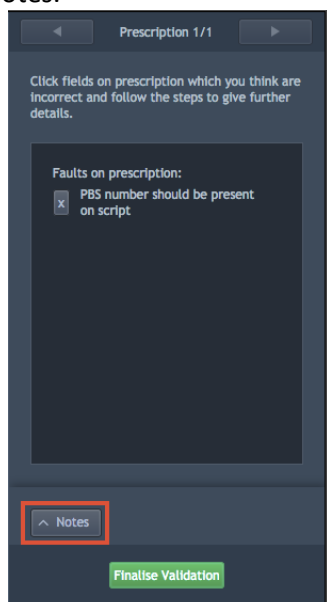 otes.
Prescription 1/1
Click fields on prescription which you think are
incorrect and follow the steps to give further
details.
Faults on prescription:
x PBS number should be present
on script
Notes
Finalise Validation